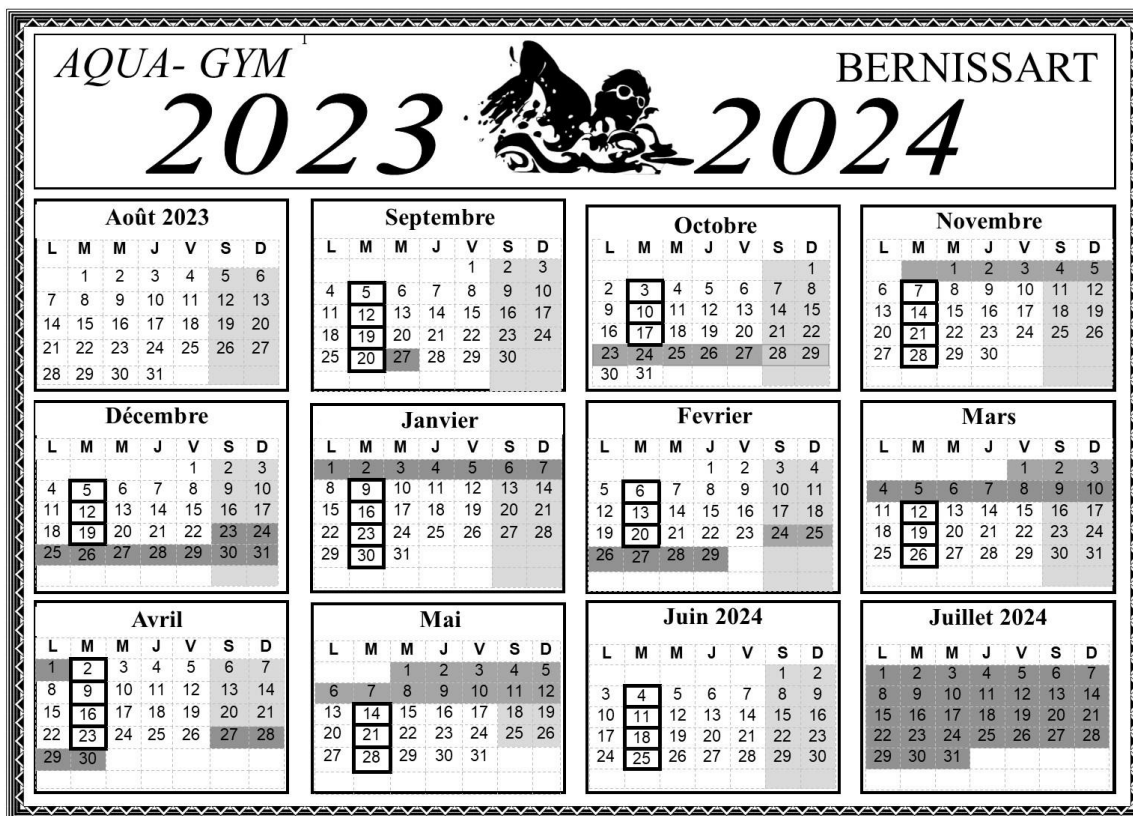 AQUA- GYM
BERNISSART
2023
2024
Août 2023
L M M J V S D
1 2 3 4 5 6
7 8 9 10 11 12 13
14 15 16 17 18 19 20
21 22 23 24 25 26 27
28 29 30 31
Septembre
L M M J V S D
1 2 3
4 5 6 7 8 9 10
11 12 13 14 15 16 17
18 19 20 21 22 23 24
25 20 27 28 29 30
Octobre
L M M J V S D
1
2 3 4 5 6 7 8
9 10 11 12 13 14 15
16 17 18 19 20 21 22
23 24 25 26 27 28 29
30 31
Novembre
L M M J V S D
1 2 3 4 5
6 7 8 9 10 11 12
13 14 15 16 17 18 19
20 21 22 23 24 25 26
27 28 29 30
Décembre
L M M J V S D
1 2 3
4 5 6 7 8 9 10
11 12 13 14 15 16 17
18 19 20 21 22 23 24
25 26 27 28 29 30 31
Janvier
L M M J V S D
1 2 3 4 5 6 7
8 9 10 11 12 13 14
15 16 17 18 19 20 21
22 23 24 25 26 27 28
29 30 31
Fevrier
L M M J V S D
1 2 3 4
5 6 7 8 9 10 11
12 13 14 15 16 17 18
19 20 21 22 23 24 25
26 27 28 29
Mars
L M M J V S D
1 2 3
4 5 6 7 8 9 10
11 12 13 14 15 16 17
18 19 20 21 22 23 24
25 26 27 28 29 30 31
Avril
L M M J V S D
1 2 3 4 5 6 7
8 9 10 11 12 13 14
15 16 17 18 19 20 21
22 23 24 25 26 27 28
29 30
Mai
L M M J V S D
1 2 3 4 5
6 7 8 9 10 11 12
13 14 15 16 17 18 19
20 21 22 23 24 25 26
27 28 29 30 31
Juin 2024
L M M J V S D
1 2
3 4 5 6 7 8 9
10 11 12 13 14 15 16
17 18 19 20 21 22 23
24 25 26 27 28 29 30
Juillet 2024
L M M J V S D
1 2 3 4 5 6 7
8 9 10 11 12 13 14
15 16 17 18 19 20 21
22 23 24 25 26 27 28
29 30 31